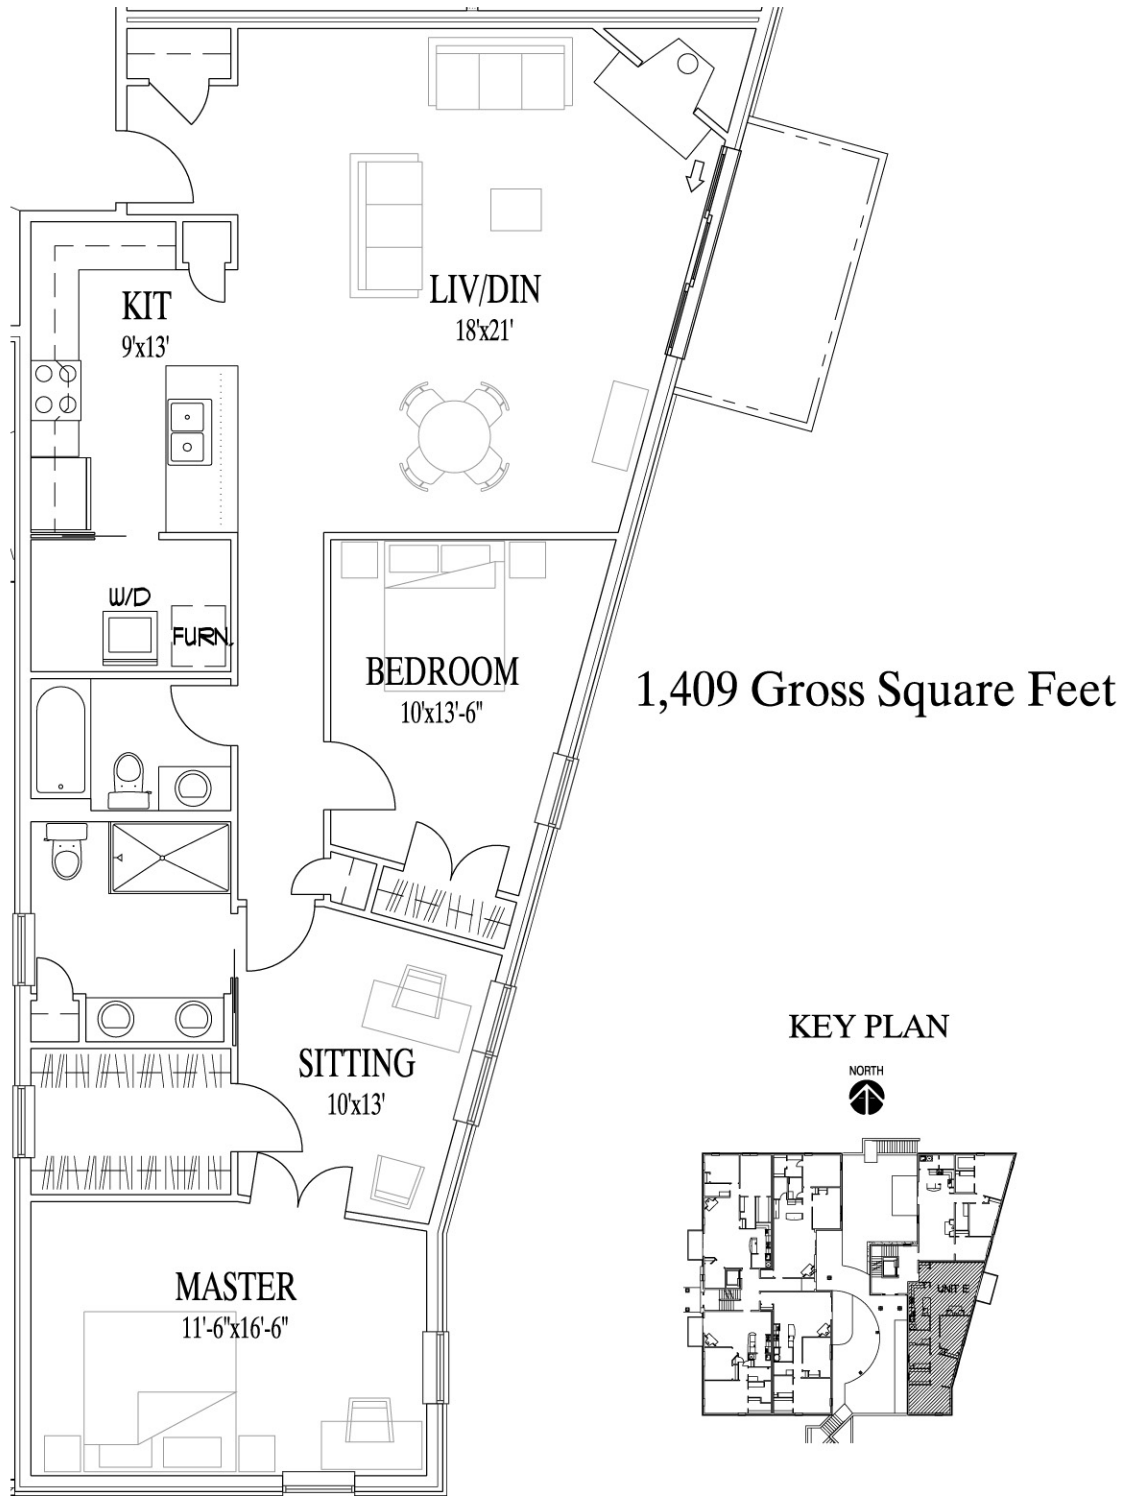 KIT
9'x13'
LIV/DIN
18'x21'
W/D
FURN.
BEDROOM
10'x13'-6"
1,409 Gross Square Feet
SITTING
10'x13'
MASTER
11'-6"x16'-6"
KEY PLAN
NORTH
UNIT E